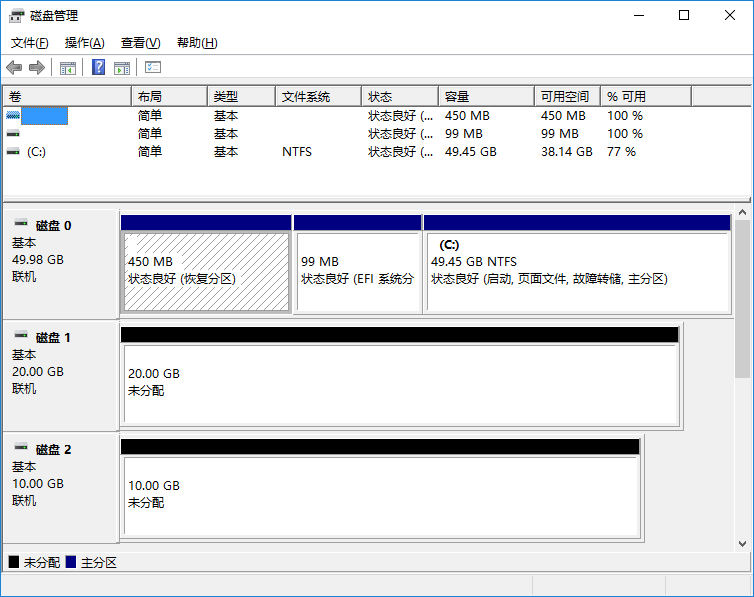 磁盘管理
文件(F) 操作(A) 查看(V) 帮助(H)
卷 布局 类型 文件系统 状态 容量 可用空间 % 可用
简单 基本 状态良好 (... 450 MB 450 MB 100 %
简单 基本 状态良好 (... 99 MB 99 MB 100 %
(C:) 简单 基本 NTFS 状态良好 (... 49.45 GB 38.14 GB 77 %
磁盘 0
基本
49.98 GB
联机
450 MB
状态良好 (恢复分区)
99 MB
状态良好 (EFI 系统分
(C:)
49.45 GB NTFS
状态良好 (启动, 页面文件, 故障转储, 主分区)
磁盘 1
基本
20.00 GB
联机
20.00 GB
未分配
磁盘 2
基本
10.00 GB
联机
10.00 GB
未分配
未分配 主分区